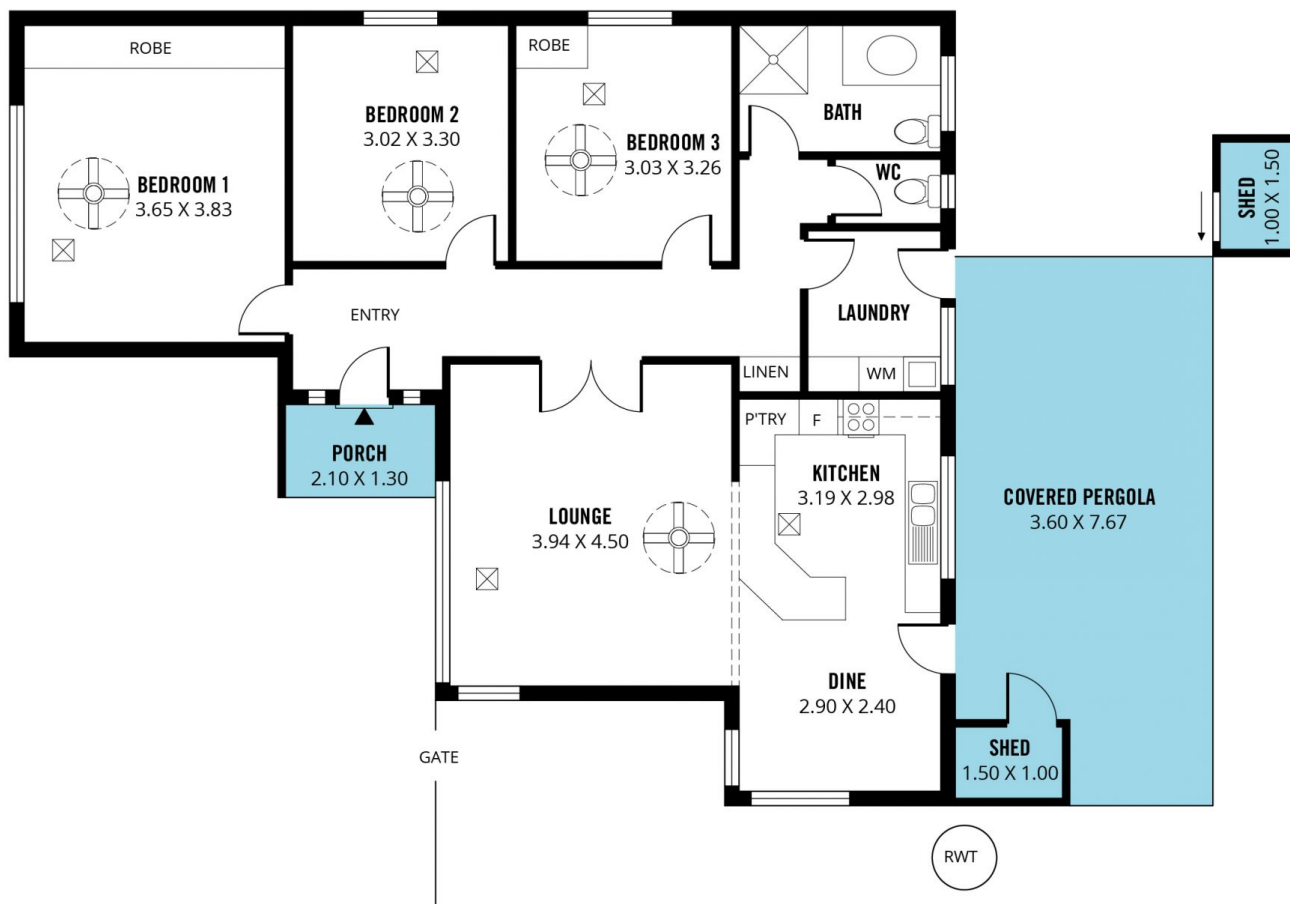 ROBE
BEDROOM 1
3.65 X 3.83
BEDROOM 2
3.02 X 3.30
ROBE
BEDROOM 3
3.03 X 3.26
BATH
WC
SHED
1.00 X 1.50
ENTRY
LAUNDRY
LINEN
WM
PORCH
2.10 X 1.30
P'TRY
F
KITCHEN
3.19 X 2.98
LOUNGE
3.94 X 4.50
COVERED PERGOLA
3.60 X 7.67
DINE
2.90 X 2.40
SHED
1.50 X 1.00
GATE
RWT